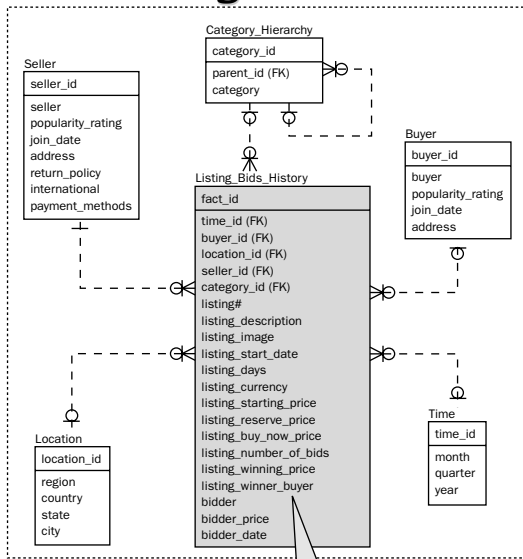 Category_Hierarchy
category_id
parent_id (FK)
category
Seller
seller_id
seller
popularity_rating
join_date
address
return_policy
international
payment_methods
Buyer
buyer_id
buyer
popularity_rating
join_date
address
Listing_Bids_History
fact_id
time_id (FK)
buyer_id (FK)
location_id (FK)
seller_id (FK)
category_id (FK)
listing#
listing_description
listing_image
listing_start_date
listing_days
listing_currency
listing_starting_price
listing_reserve_price
listing_buy_now_price
listing_number_of_bids
listing_winning_price
listing_winner_buyer
bidder
bidder_price
bidder_date
Location
location_id
region
country
state
city
Time
time_id
month
quarter
year